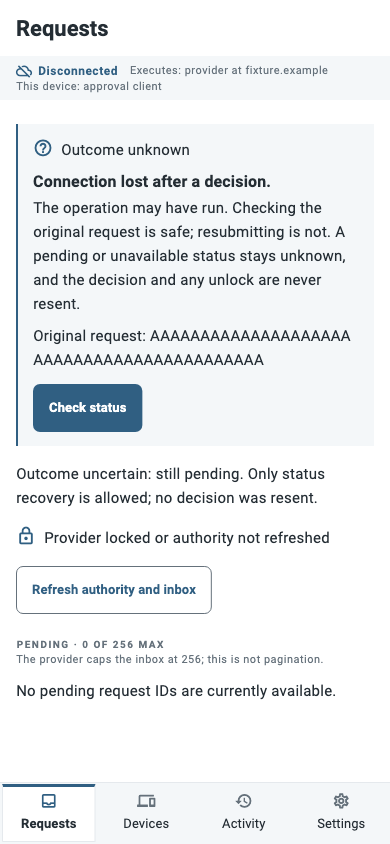 Requests
Disconnected Executes: provider at fixture.example
This device: approval client
Outcome unknown
Connection lost after a decision.
The operation may have run. Checking the
original request is safe; resubmitting is not. A
pending or unavailable status stays unknown,
and the decision and any unlock are never
resent.
Original request: AAAAAAAAAAAAAAAAAAAA
AAAAAAAAAAAAAAAAAAAAAAA
Check status
Outcome uncertain: still pending. Only status
recovery is allowed; no decision was resent.
Provider locked or authority not refreshed
Refresh authority and inbox
PENDING · 0 OF 256 MAX
The provider caps the inbox at 256; this is not pagination.
No pending request IDs are currently available.
Requests Devices Activity Settings